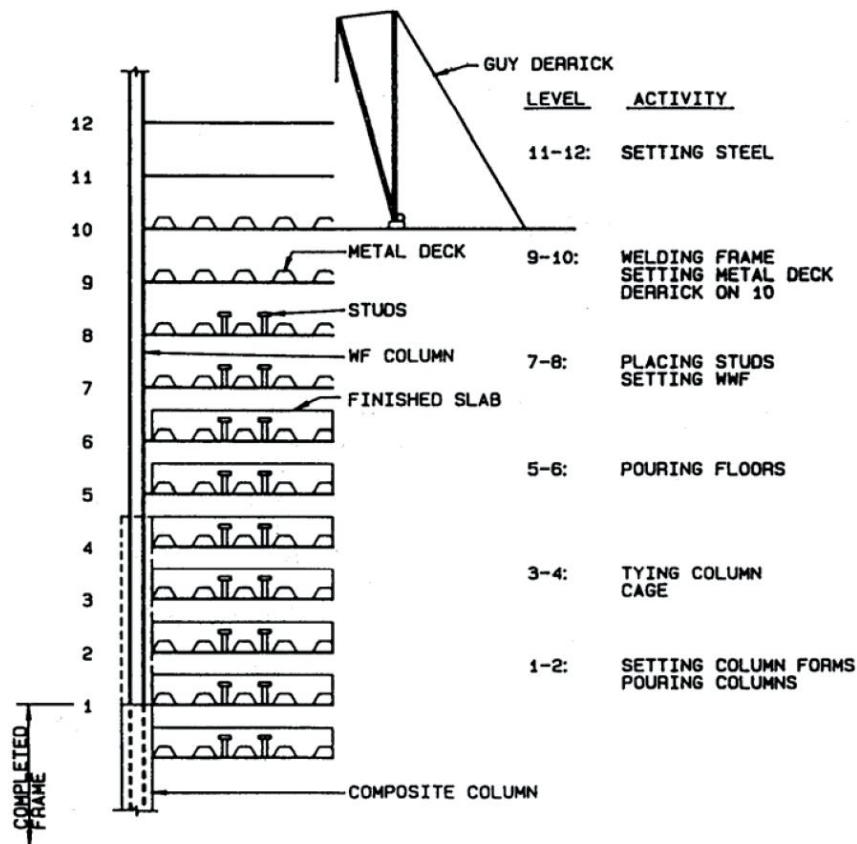 GUY DERRICK
LEVEL ACTIVITY
12
11-12: SETTING STEEL
11
10
METAL DECK
9-10: WELDING FRAME
SETTING METAL DECK
DERRICK ON 10
9
STUDS
8
WF COLUMN
7-8: PLACING STUDS
SETTING WWF
7
FINISHED SLAB
6
5-6: POURING FLOORS
5
4
3-4: TYING COLUMN
CAGE
3
2
1-2: SETTING COLUMN FORMS
POURING COLUMNS
1
COMPLETED
FRAME
COMPOSITE COLUMN